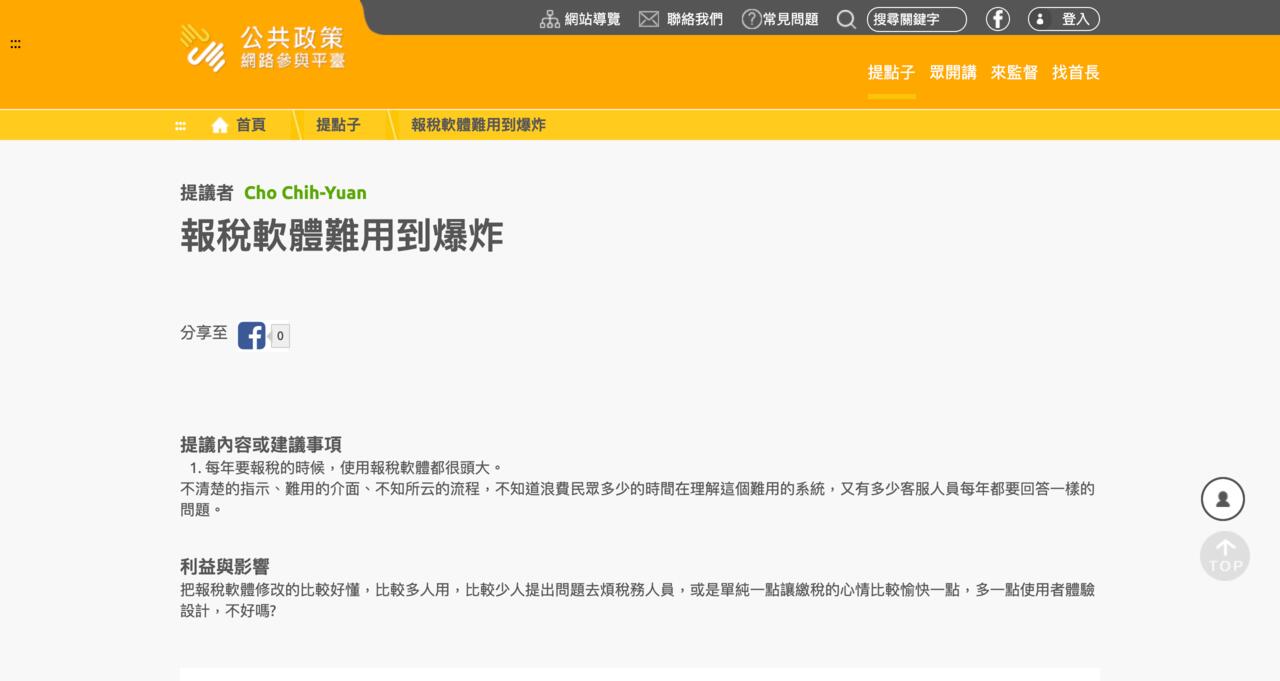 網站導覽 聯絡我們 常見問題 搜尋關鍵字 登入
:::
公共政策
網路參與平臺
提點子 眾開講 來監督 找首長
::: 首頁 提點子 報稅軟體難用到爆炸
提議者 Cho Chih-Yuan
報稅軟體難用到爆炸
分享至 0
提議內容或建議事項
1. 每年要報稅的時候，使用報稅軟體都很頭大。
不清楚的指示、難用的介面、不知所云的流程，不知道浪費民眾多少的時間在理解這個難用的系統，又有多少客服人員每年都要回答一樣的
問題。
利益與影響
把報稅軟體修改的比較好懂，比較多人用，比較少人提出問題去煩稅務人員，或是單純一點讓繳稅的心情比較愉快一點，多一點使用者體驗
設計，不好嗎?
TOP